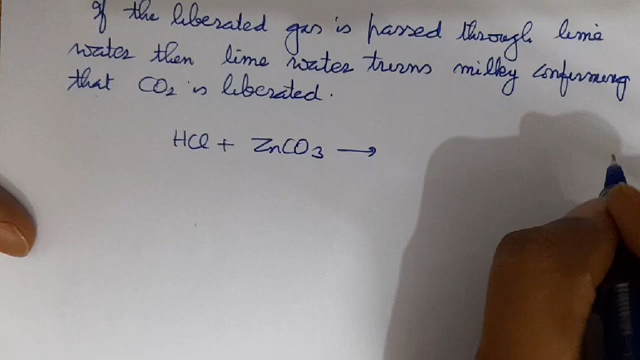 If the liberated gas is passed through lime
water then lime water turns milky confirming
that CO₂ is liberated.
HCl + ZnCO₃ →